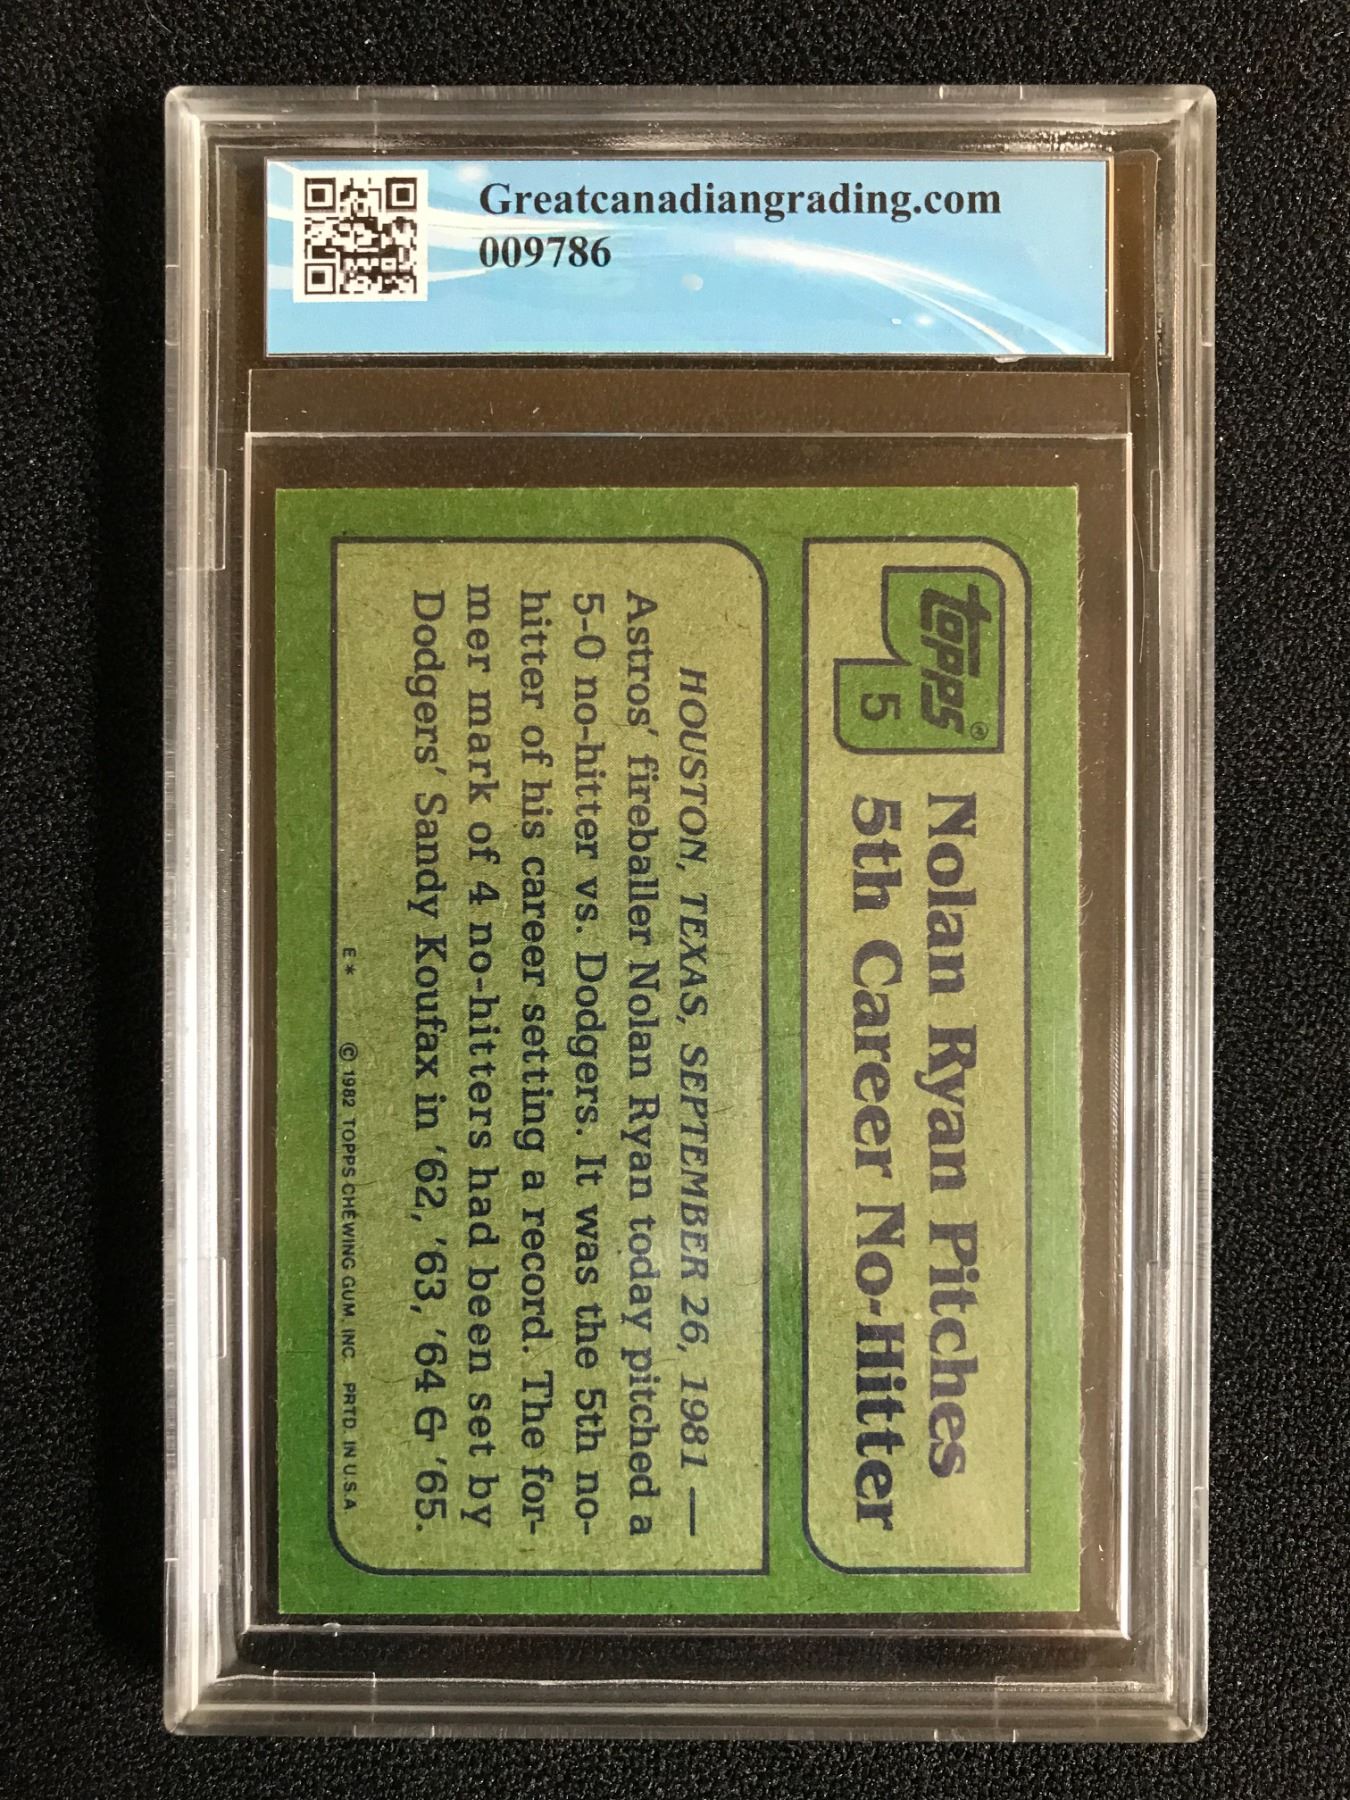 Greatcanadiangrading.com
009786
topps®
5
Nolan Ryan Pitches
5th Career No-Hitter
HOUSTON, TEXAS, SEPTEMBER 26, 1981 —
Astros' fireballer Nolan Ryan today pitched a
5-0 no-hitter vs. Dodgers. It was the 5th no-
hitter of his career setting a record. The for-
mer mark of 4 no-hitters had been set by
Dodgers' Sandy Koufax in '62, '63, '64 & '65.
E* © 1982 TOPPS CHEWING GUM, INC. PRTD. IN U.S.A